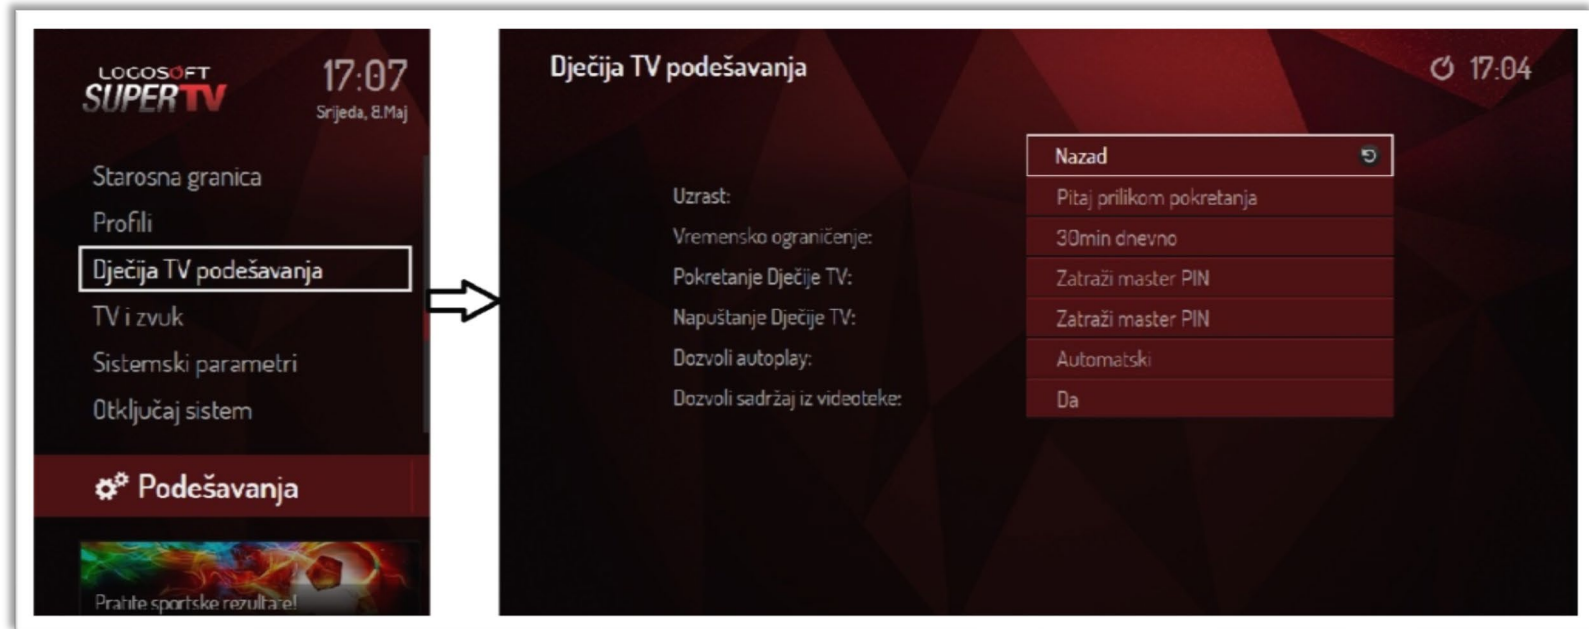 LOGOSOFT
SUPERTV
17:07
Srijeda, 8.Maj
Starosna granica
Profili
Dječija TV podešavanja
TV i zvuk
Sistemski parametri
Otključaj sistem
Podešavanja
Pratite sportske rezultate!
Dječija TV podešavanja
17:04
Nazad
Uzrast: Pitaj prilikom pokretanja
Vremensko ograničenje: 30min dnevno
Pokretanje Dječije TV: Zatraži master PIN
Napuštanje Dječije TV: Zatraži master PIN
Dozvoli autoplay: Automatski
Dozvoli sadržaj iz videoteke: Da